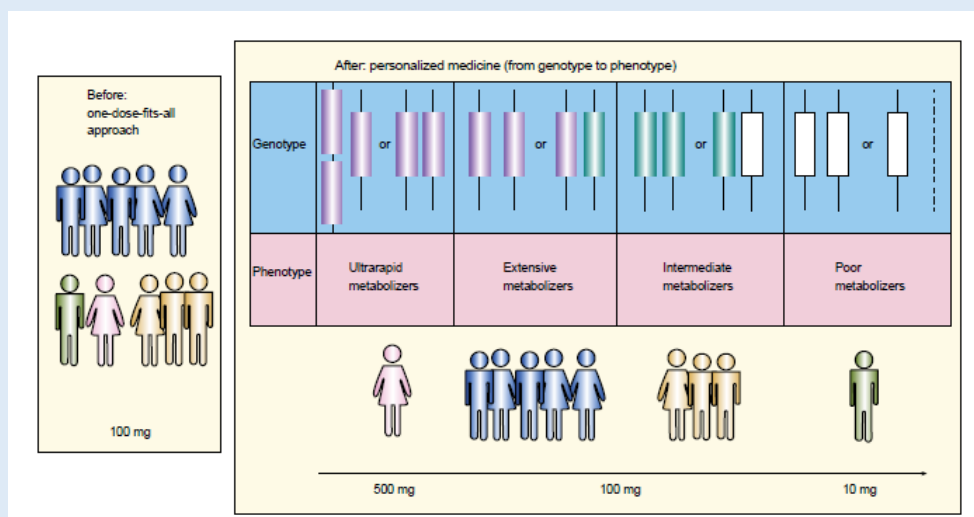 Before:
one-dose-fits-all
approach
100 mg
After: personalized medicine (from genotype to phenotype)
Genotype
or
or
or
or
Phenotype
Ultrarapid
metabolizers
Extensive
metabolizers
Intermediate
metabolizers
Poor
metabolizers
500 mg
100 mg
10 mg